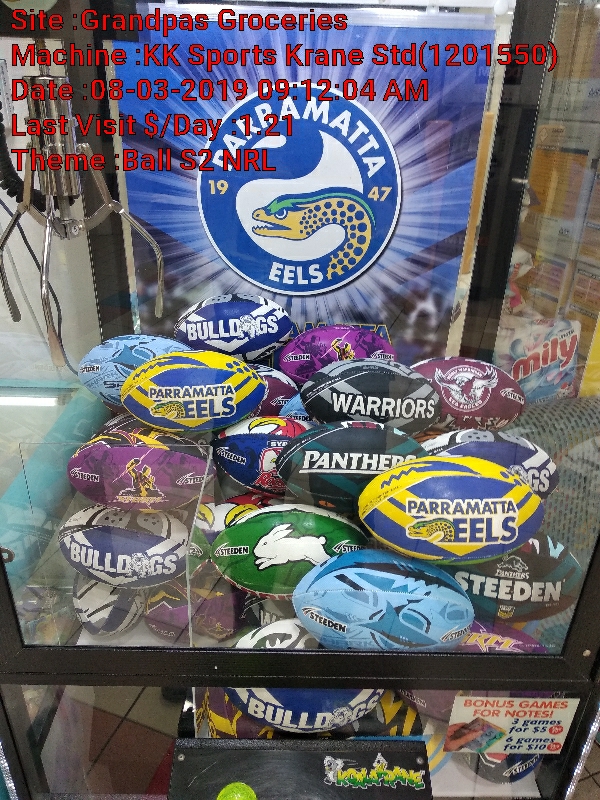 Site :Grandpas Groceries
Machine :KK Sports Krane Std(1201550)
Date :08-03-2019 09:12:04 AM
Last Visit $/Day :1.21
Theme :Ball S2 NRL
PARRAMATTA
19 47
EELS
BULLDOGS
STEEDEN
PARRAMATTA
EELS
WARRIORS
mily
STEEDEN
PANTHERS
BULLDOGS
STEEDEN
PARRAMATTA
EELS
BULLDOGS
STEEDEN
STEEDEN
PANTHERS
STEEDEN
BULLDOGS
BONUS GAMES
FOR NOTES!
3 games
for $5
6 games
for $10